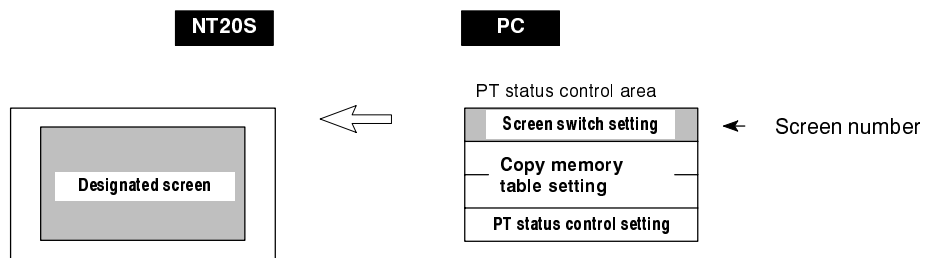 NT20S
PC
PT status control area
Screen switch setting
Screen number
Copy memory
table setting
Designated screen
PT status control setting